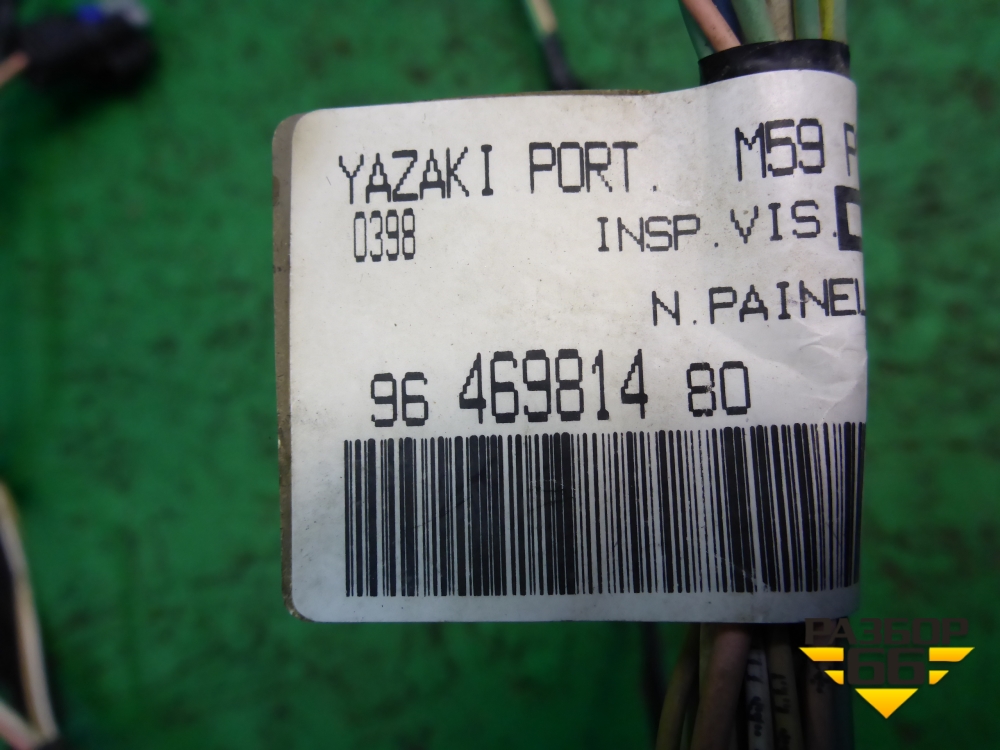 YAZAKI PORT. M59
0398
INSP.VIS.
N.PAINEL
96 469814 80
РАЗБОР
66